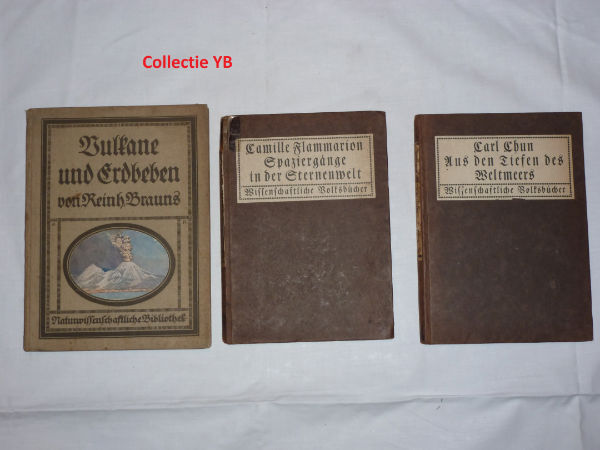 Collectie YB
Vulkane
und Erdbeben
von Reinh Brauns
Naturwissenschaftliche Bibliothek
Camille Flammarion
Spaziergänge
in der Sternenwelt
Wissenschaftliche Volksbücher
Carl Chun
Aus den Tiefen des
Weltmeers
Wissenschaftliche Volksbücher